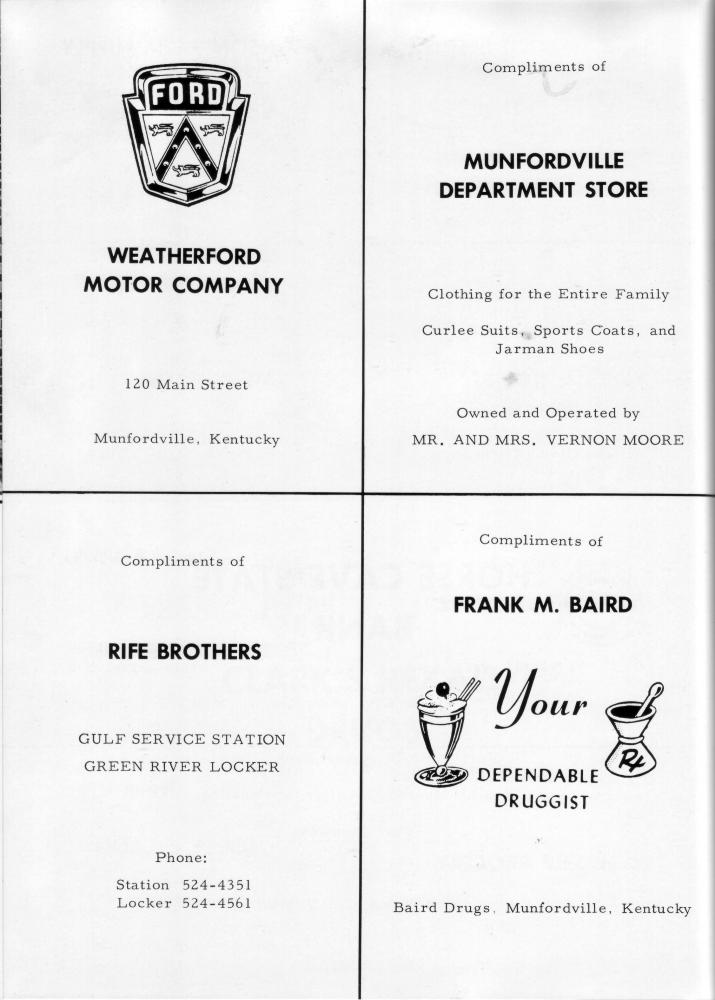 FORD
WEATHERFORD
MOTOR COMPANY
120 Main Street
Munfordville, Kentucky
Compliments of
MUNFORDVILLE
DEPARTMENT STORE
Clothing for the Entire Family
Curlee Suits, Sports Coats, and
Jarman Shoes
Owned and Operated by
MR. AND MRS. VERNON MOORE
Compliments of
RIFE BROTHERS
GULF SERVICE STATION
GREEN RIVER LOCKER
Phone:
Station 524-4351
Locker 524-4561
Compliments of
FRANK M. BAIRD
Your
Rx
DEPENDABLE
DRUGGIST
Baird Drugs, Munfordville, Kentucky